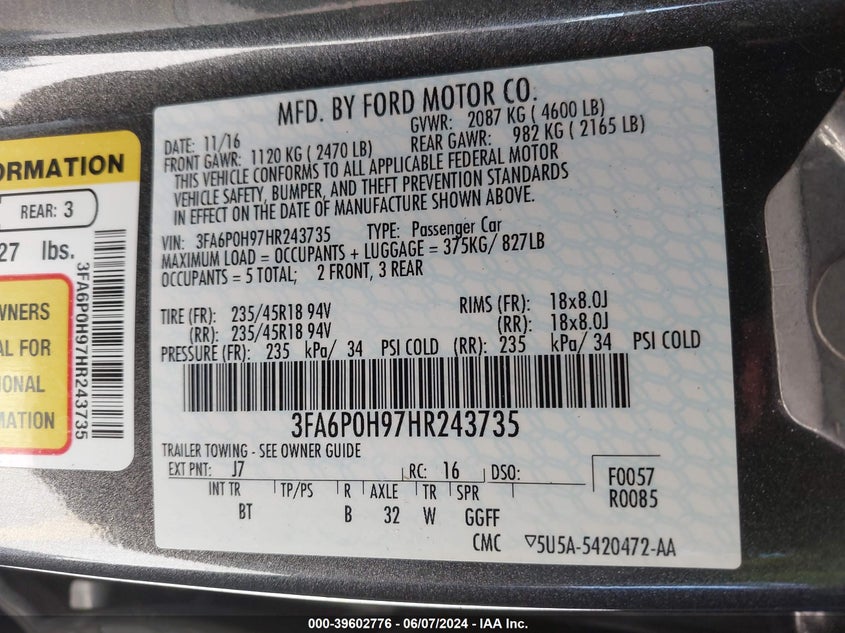 MFD. BY FORD MOTOR CO.
DATE: 11/16 GVWR: 2087 KG ( 4600 LB)
FRONT GAWR: 1120 KG ( 2470 LB) REAR GAWR: 982 KG ( 2165 LB)
THIS VEHICLE CONFORMS TO ALL APPLICABLE FEDERAL MOTOR
VEHICLE SAFETY, BUMPER, AND THEFT PREVENTION STANDARDS
IN EFFECT ON THE DATE OF MANUFACTURE SHOWN ABOVE.
VIN: 3FA6P0H97HR243735 TYPE: Passenger Car
MAXIMUM LOAD = OCCUPANTS + LUGGAGE = 375KG/ 827LB
OCCUPANTS = 5 TOTAL; 2 FRONT, 3 REAR
TIRE (FR): 235/45R18 94V RIMS (FR): 18x8.0J
(RR): 235/45R18 94V (RR): 18x8.0J
PRESSURE (FR): 235 kPa/ 34 PSI COLD (RR): 235 kPa/ 34 PSI COLD
3FA6P0H97HR243735
TRAILER TOWING - SEE OWNER GUIDE
EXT PNT: J7 RC: 16 DSO:
INT TR TP/PS R AXLE TR SPR
BT B 32 W GGFF
F0057
R0085
CMC ▽5U5A-5420472-AA
ORMATION
REAR: 3
27 lbs.
3FA6P0H97HR243735
WNERS
AL FOR
IONAL
MATION
000-39602776 - 06/07/2024 - IAA Inc.